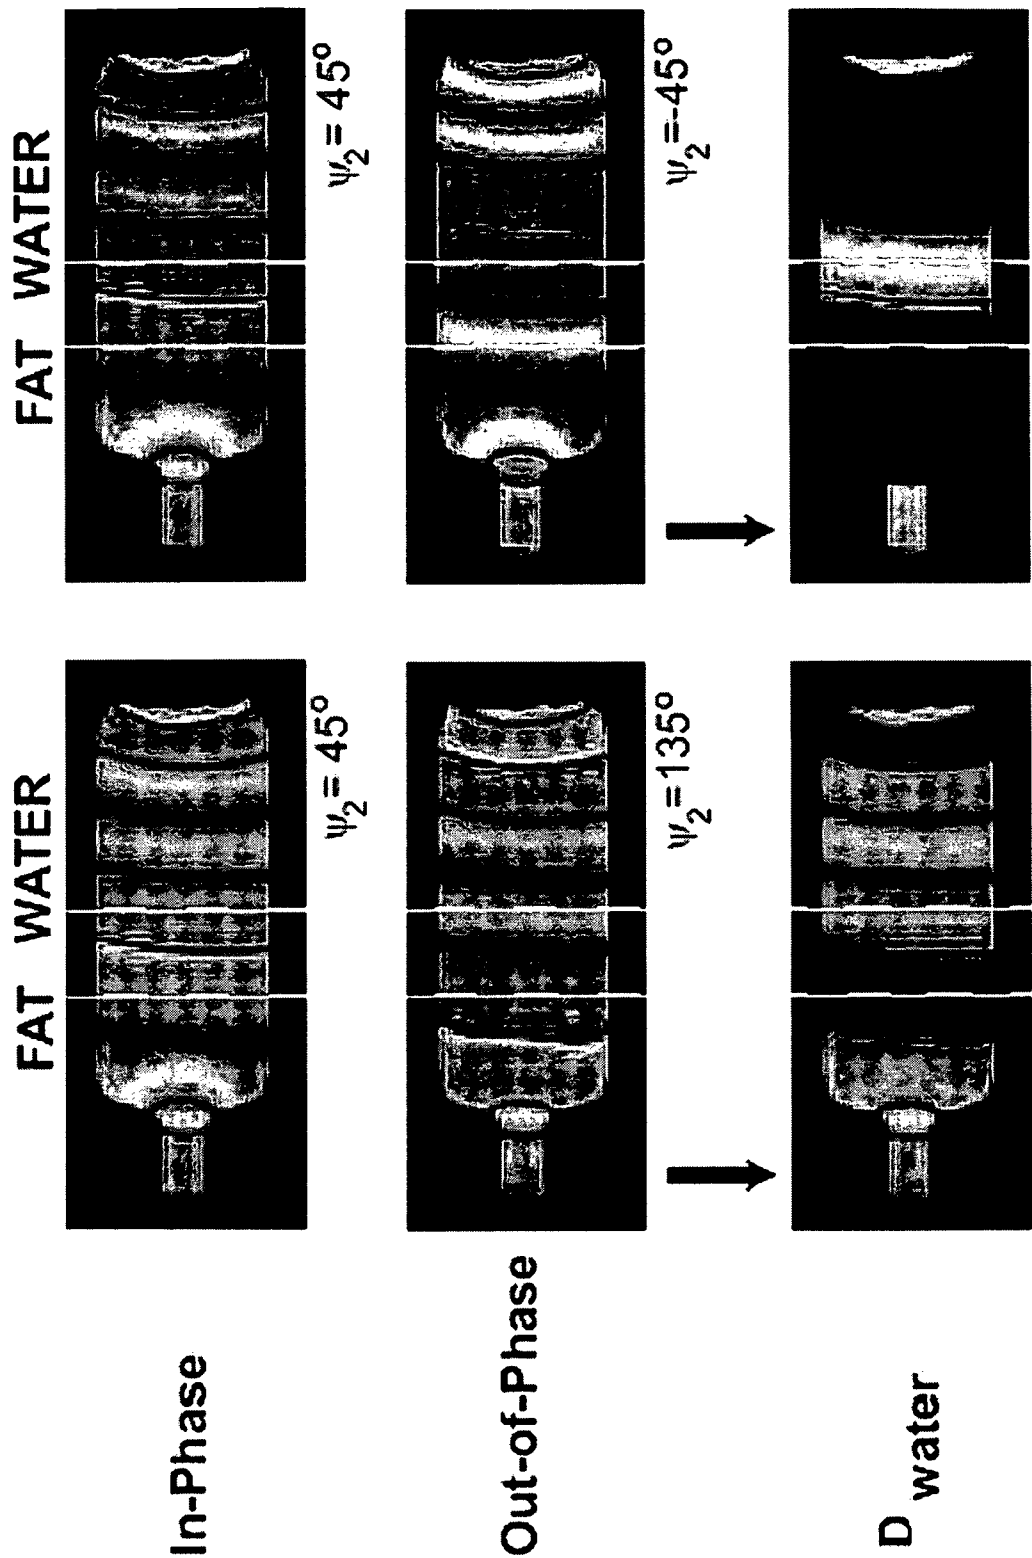 FAT WATER
FAT WATER
In-Phase
ψ2= 45°
ψ2= 45°
Out-of-Phase
ψ2=135°
ψ2=-45°
D water